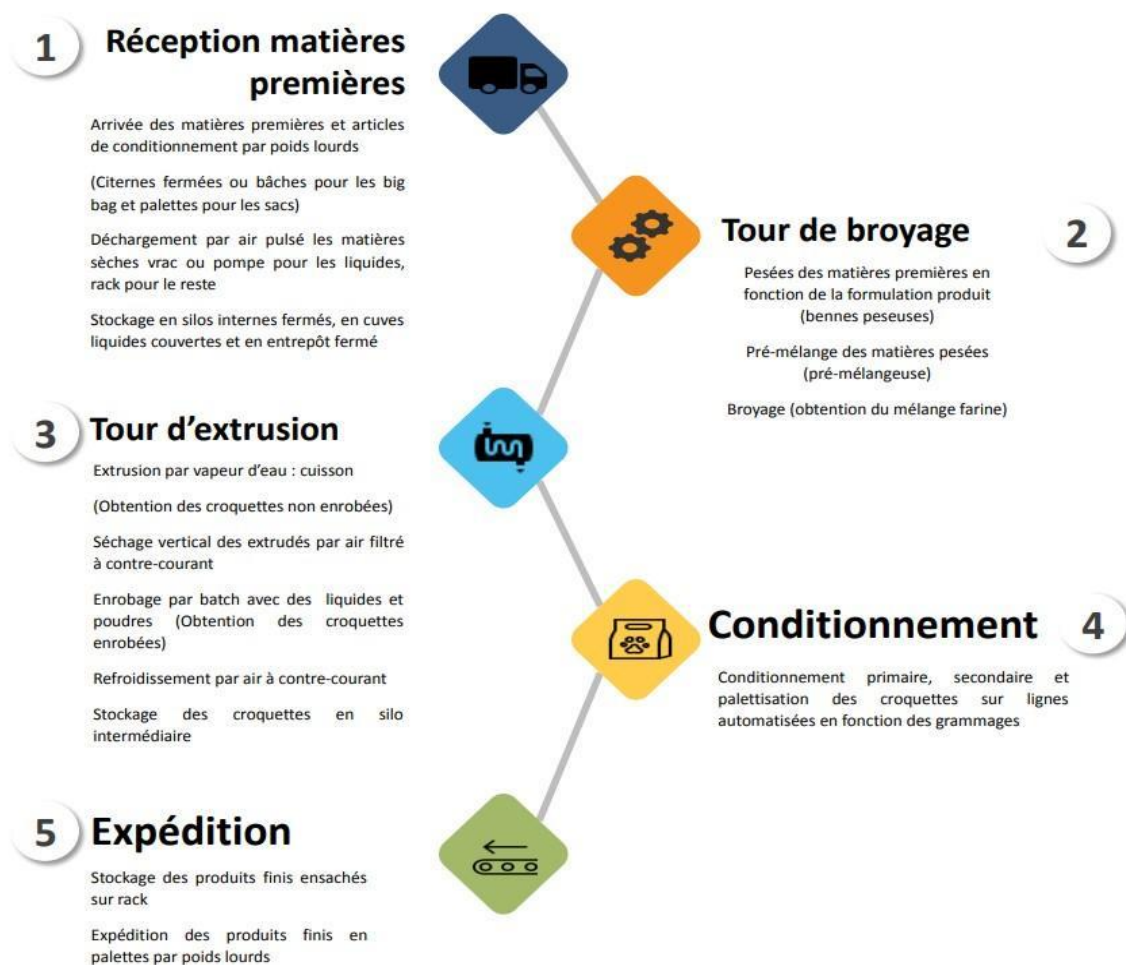 1
Réception matières
premières
Arrivée des matières premières et articles
de conditionnement par poids lourds
(Citernes fermées ou bâches pour les big
bag et palettes pour les sacs)
Déchargement par air pulsé les matières
sèches vrac ou pompe pour les liquides,
rack pour le reste
Stockage en silos internes fermés, en cuves
liquides couvertes et en entrepôt fermé
Tour de broyage
2
Pesées des matières premières en
fonction de la formulation produit
(bennes peseuses)
Pré-mélange des matières pesées
(pré-mélangeuse)
Broyage (obtention du mélange farine)
3
Tour d’extrusion
Extrusion par vapeur d’eau : cuisson
(Obtention des croquettes non enrobées)
Séchage vertical des extrudés par air filtré
à contre-courant
Enrobage par batch avec des liquides et
poudres (Obtention des croquettes
enrobées)
Refroidissement par air à contre-courant
Stockage des croquettes en silo
intermédiaire
Conditionnement
4
Conditionnement primaire, secondaire et
palettisation des croquettes sur lignes
automatisées en fonction des grammages
5
Expédition
Stockage des produits finis ensachés
sur rack
Expédition des produits finis en
palettes par poids lourds